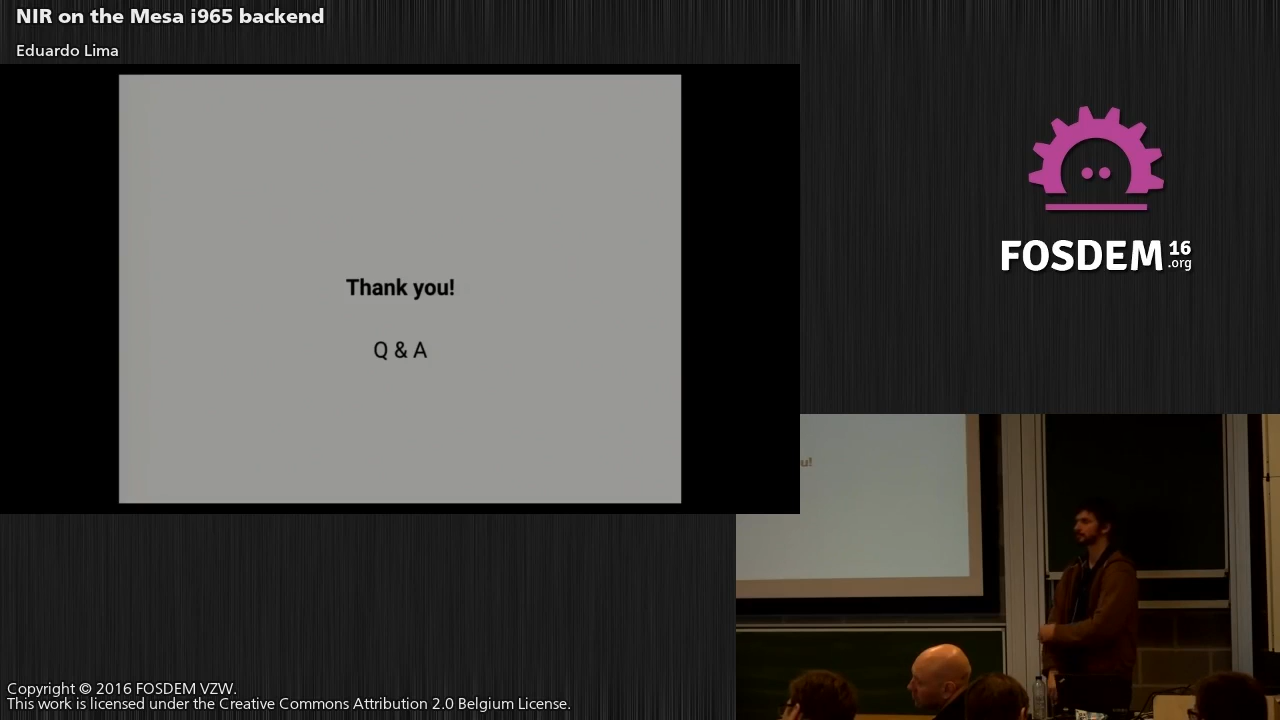 NIR on the Mesa i965 backend
Eduardo Lima
Thank you!
Q & A
FOSDEM 16
.org
u!
Copyright © 2016 FOSDEM VZW.
This work is licensed under the Creative Commons Attribution 2.0 Belgium License.